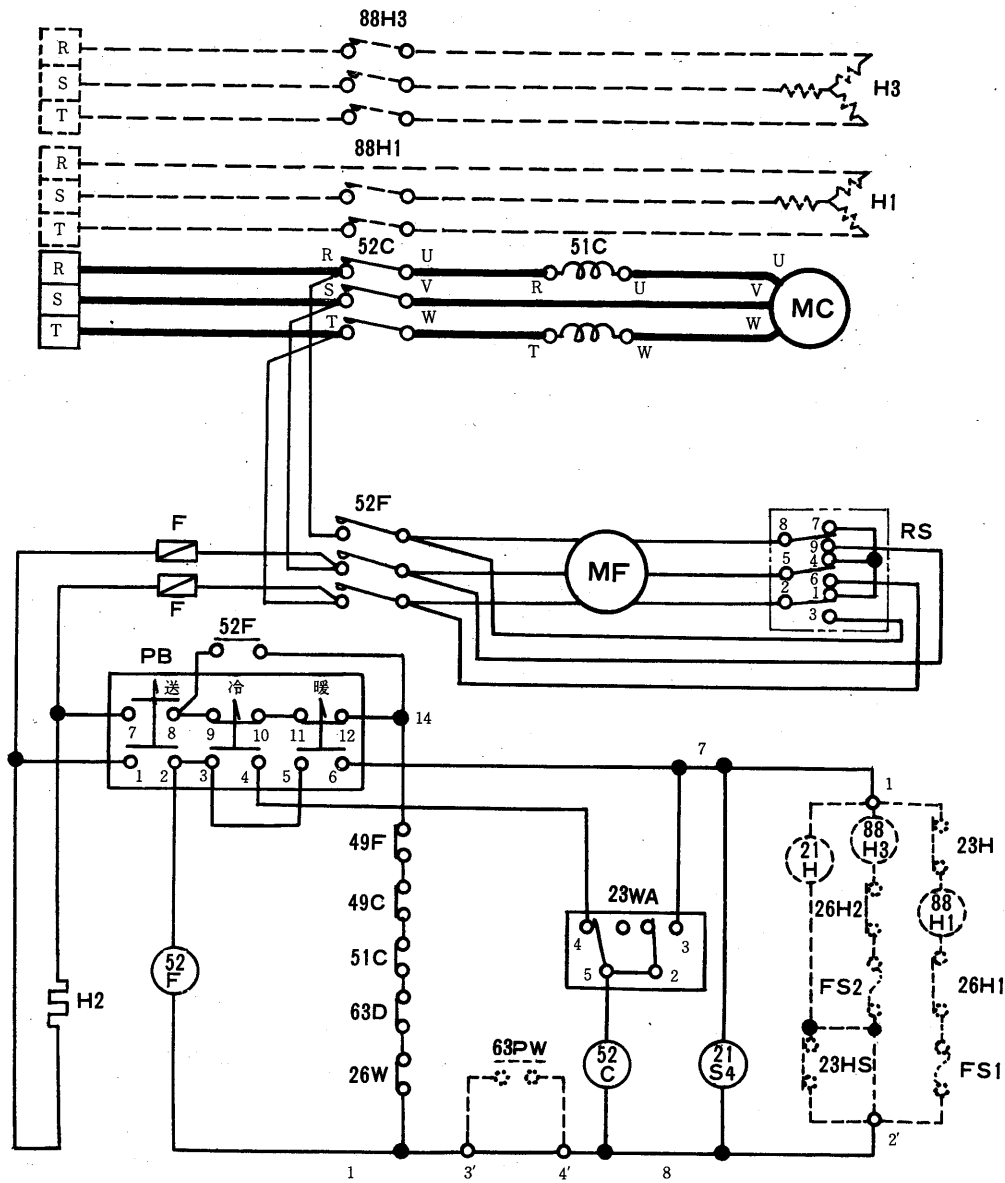 88H3
R
S
H3
T
88H1
R
S
H1
T
52C
51C
R
R
U
U
S
V
R
U
V
MC
T
W
T
W
W
52F
F
8
7
RS
9
5
4
MF
2
6
1
F
3
52F
PB
送
冷
暖
14
7
8
9
10
11
12
7
1
2
3
4
5
6
1
49F
21
H
88
H3
23H
49C
23WA
26H2
88
H1
4
3
51C
5
2
52
F
FS2
26H1
H2
63D
63PW
52
C
21
S4
23HS
FS1
26W
1
3'
4'
8
2'